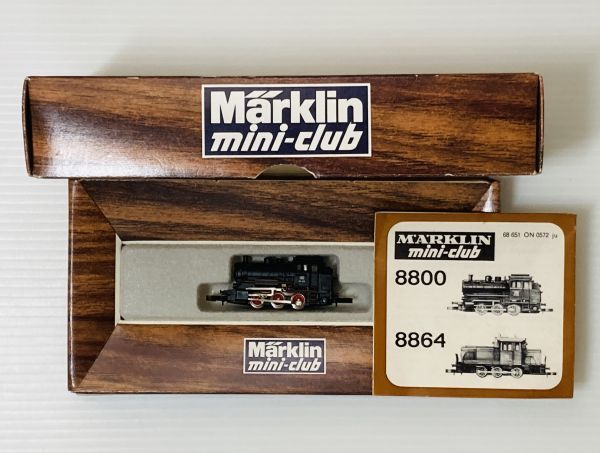 Märklin
mini-club
Märklin
mini-club
68 651 ON 0572 ju
MÄRKLIN
mini-club
8800
8864